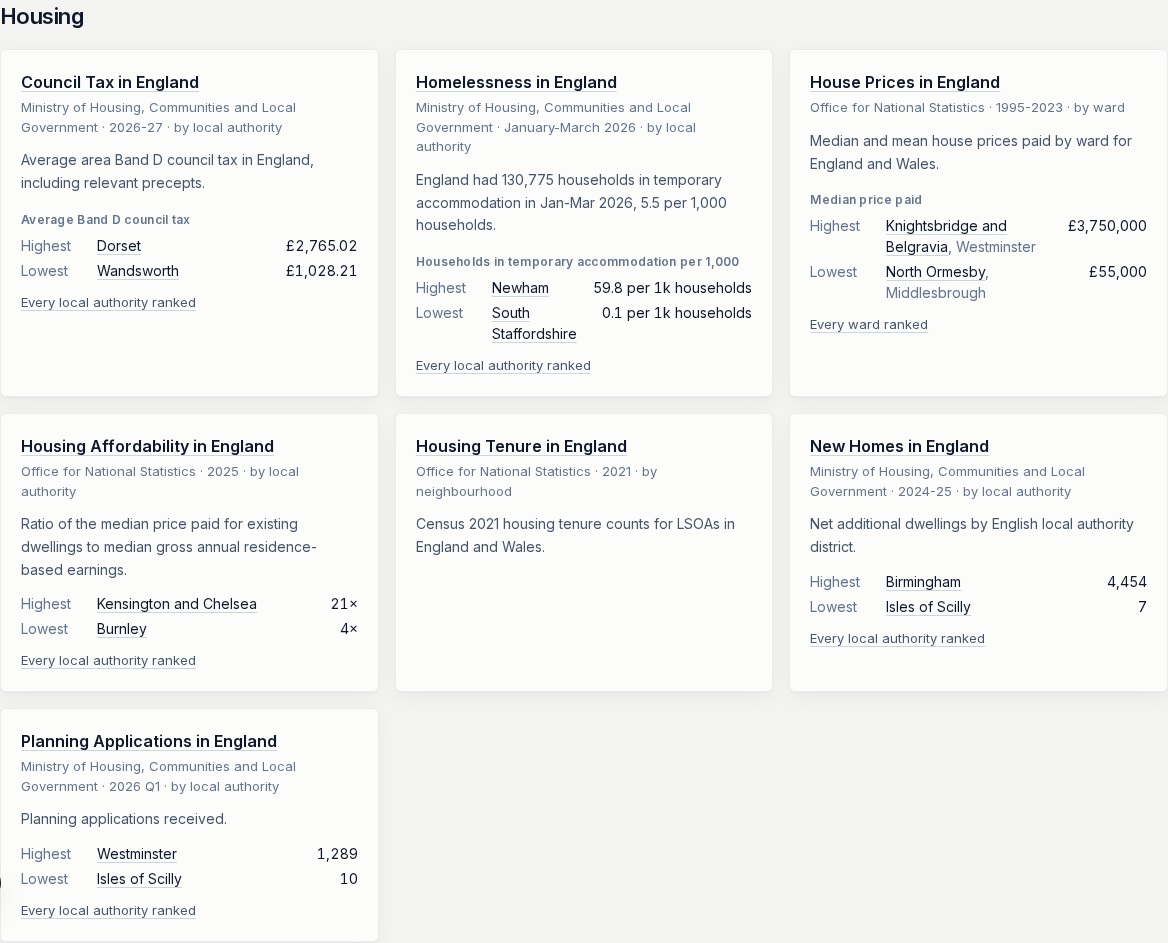 Housing
Council Tax in England
Ministry of Housing, Communities and Local
Government · 2026-27 · by local authority
Average area Band D council tax in England,
including relevant precepts.
Average Band D council tax
Highest Dorset £2,765.02
Lowest Wandsworth £1,028.21
Every local authority ranked
Homelessness in England
Ministry of Housing, Communities and Local
Government · January-March 2026 · by local
authority
England had 130,775 households in temporary
accommodation in Jan-Mar 2026, 5.5 per 1,000
households.
Households in temporary accommodation per 1,000
Highest Newham 59.8 per 1k households
Lowest South 0.1 per 1k households
Staffordshire
Every local authority ranked
House Prices in England
Office for National Statistics · 1995-2023 · by ward
Median and mean house prices paid by ward for
England and Wales.
Median price paid
Highest Knightsbridge and £3,750,000
Belgravia, Westminster
Lowest North Ormesby, £55,000
Middlesbrough
Every ward ranked
Housing Affordability in England
Office for National Statistics · 2025 · by local
authority
Ratio of the median price paid for existing
dwellings to median gross annual residence-
based earnings.
Highest Kensington and Chelsea 21×
Lowest Burnley 4×
Every local authority ranked
Housing Tenure in England
Office for National Statistics · 2021 · by
neighbourhood
Census 2021 housing tenure counts for LSOAs in
England and Wales.
New Homes in England
Ministry of Housing, Communities and Local
Government · 2024-25 · by local authority
Net additional dwellings by English local authority
district.
Highest Birmingham 4,454
Lowest Isles of Scilly 7
Every local authority ranked
Planning Applications in England
Ministry of Housing, Communities and Local
Government · 2026 Q1 · by local authority
Planning applications received.
Highest Westminster 1,289
Lowest Isles of Scilly 10
Every local authority ranked